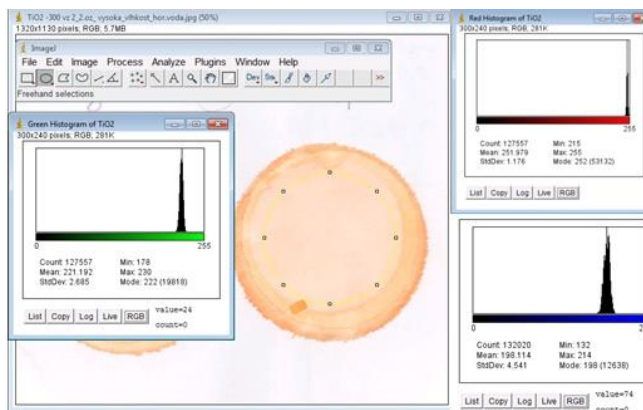 TiO2 -300 vz 2_2.oz_ vysoka_vlhkost_hor.voda.jpg (50%)
1320x1130 pixels; RGB; 5.7MB
ImageJ
File Edit Image Process Analyze Plugins Window Help
A Dev Stk >>
Freehand selections
Green Histogram of TiO2
300x240 pixels; RGB; 281K
0 255
Count: 127557 Min: 178
Mean: 221.192 Max: 230
StdDev: 2.685 Mode: 222 (19818)
List Copy Log Live RGB value=24
count=0
Red Histogram of TiO2
300x240 pixels; RGB; 281K
0 255
Count: 127557 Min: 215
Mean: 251.979 Max: 255
StdDev: 1.176 Mode: 252 (53132)
List Copy Log Live RGB
0
Count: 132020 Min: 132
Mean: 198.114 Max: 214
StdDev: 4.541 Mode: 198 (12638)
List Copy Log Live RGB value=74